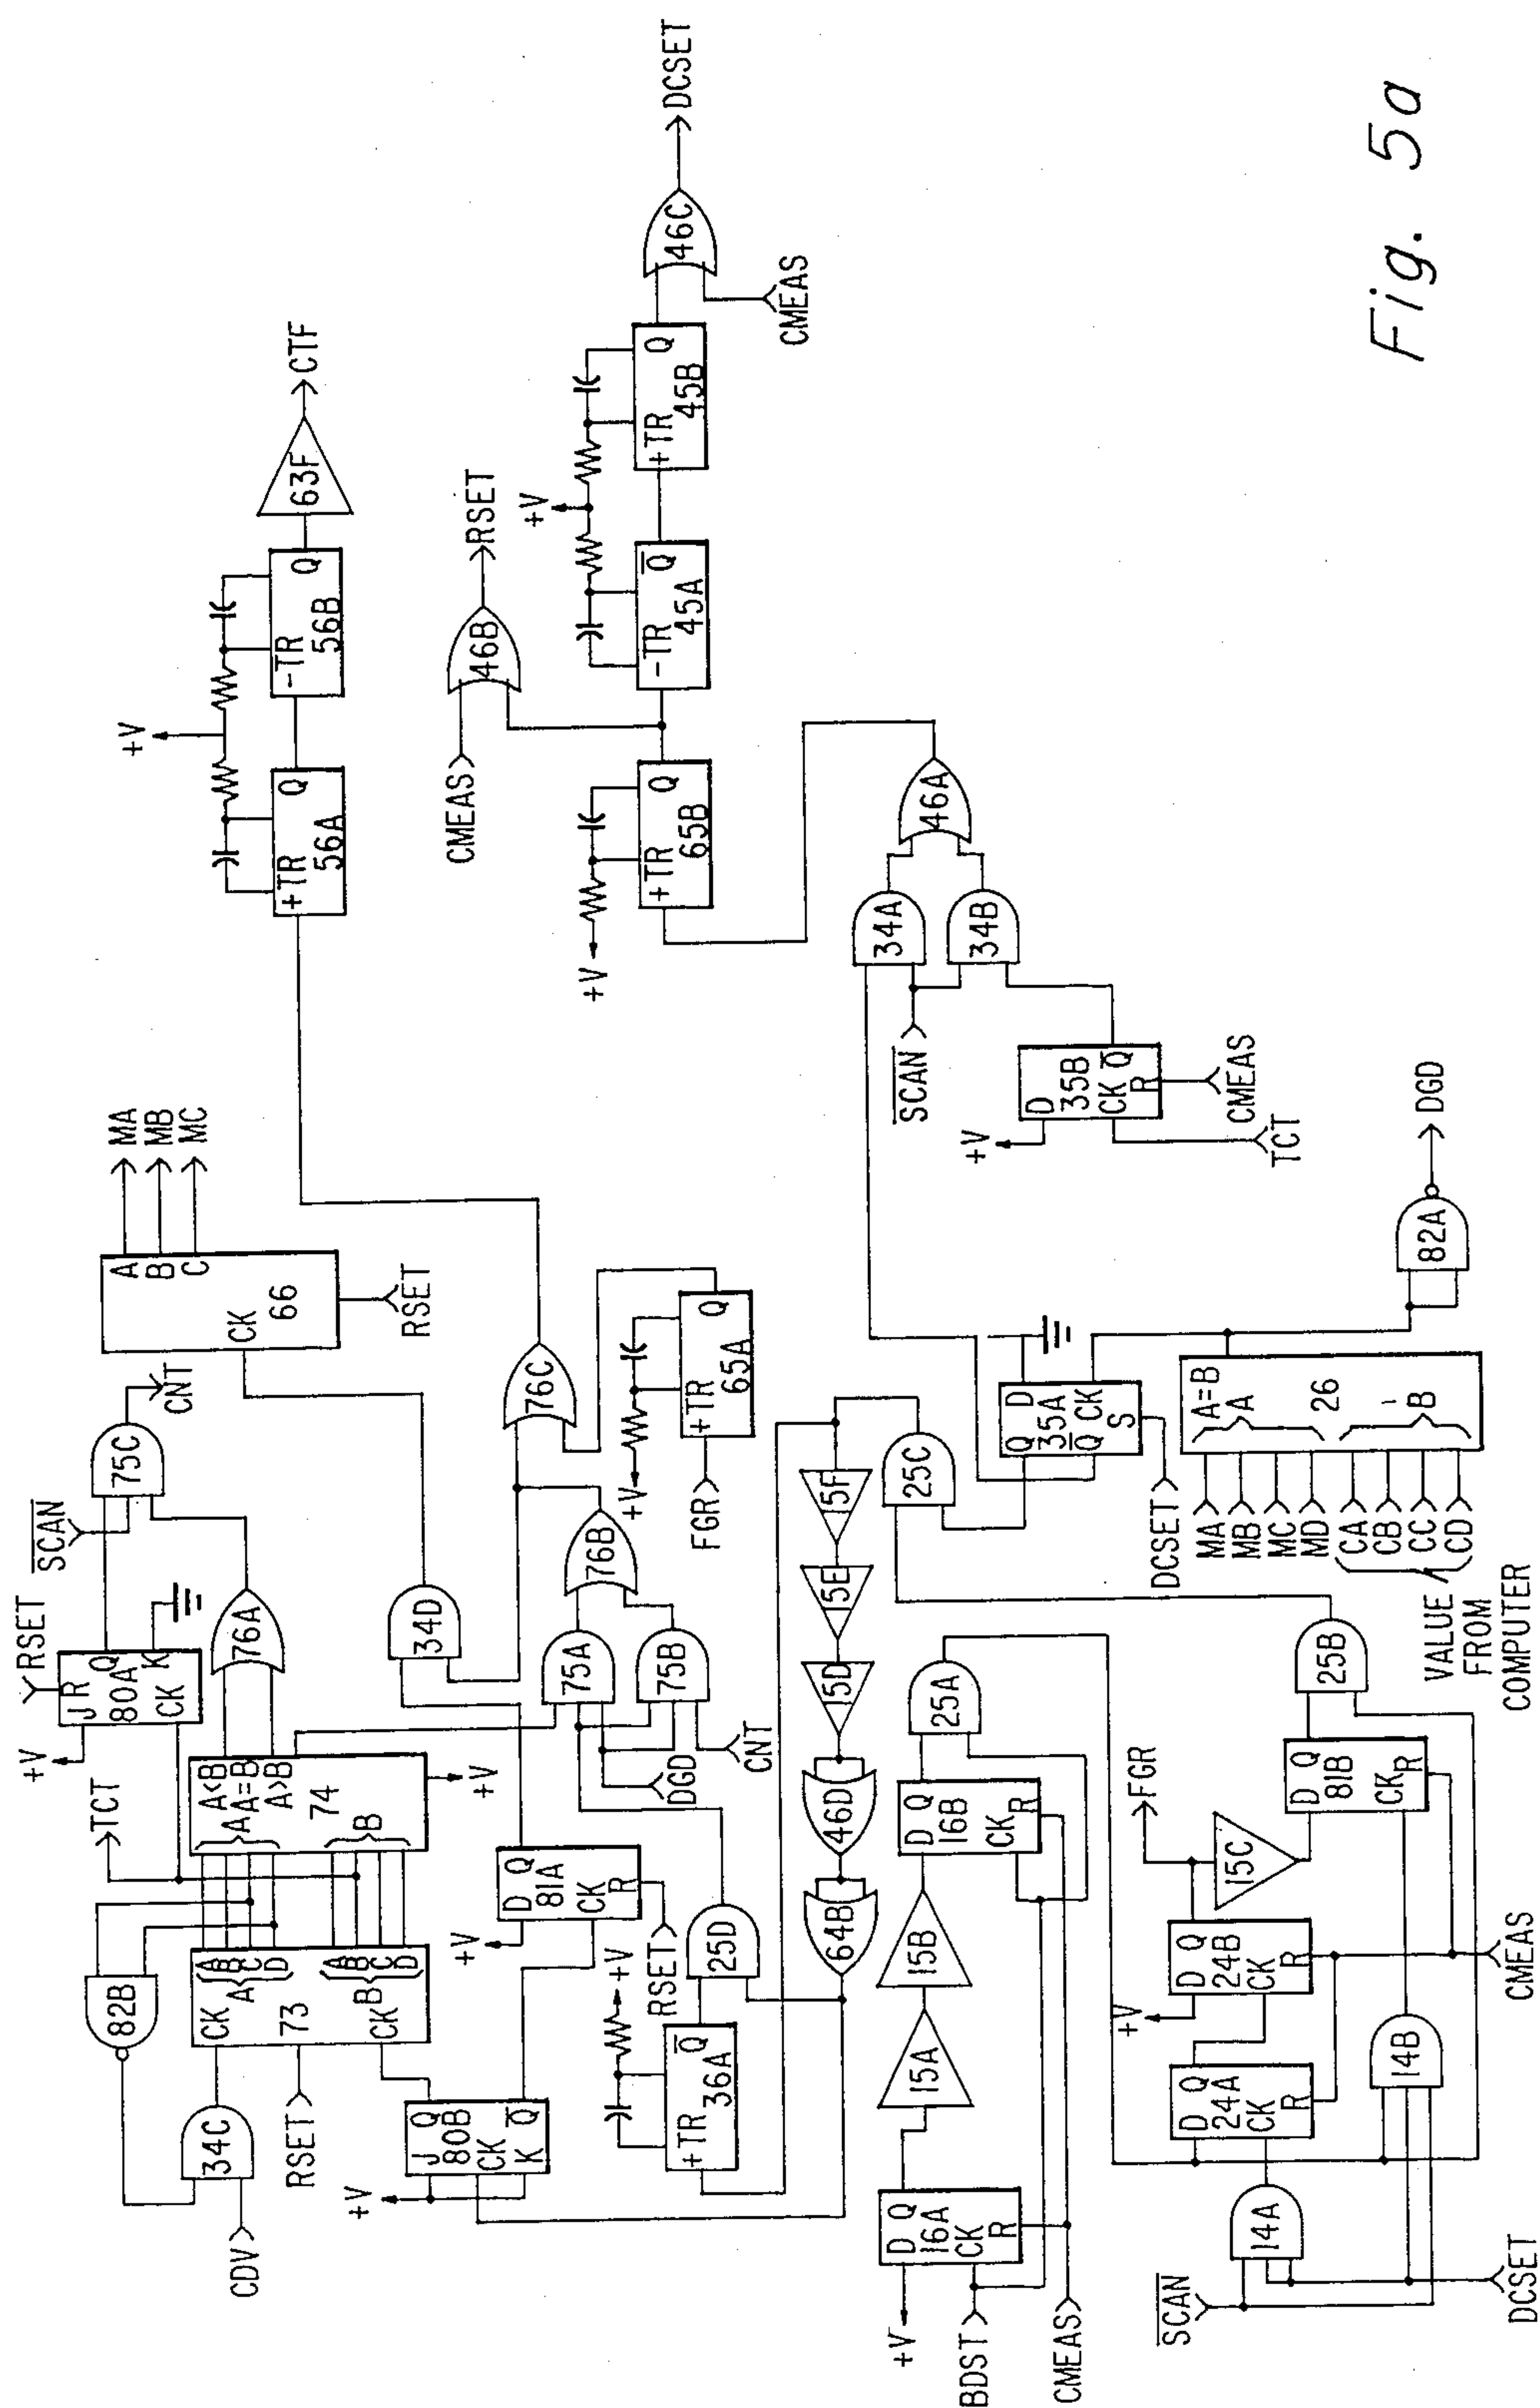 Fig. 5a
RSET
+V
J R
80A Q
CK K
SCAN
75C
CNT
TCT
82B
CK
A
B
C
D
A
73
A
B
C
D
B
CK
A<B
A A=B
A>B
74
B
+V
76A
34C
CDV
RSET
CK
66
A
B
C
MA
MB
MC
RSET
34D
+V
D Q
81A
CK
R
RSET
+V
J Q
80B
CK
K Q
75A
75B
76B
DGD
CNT
76C
+V
+TR
65A
Q
FGR
+V
+TR
36A
Q
25D
+V
+TR
56A
Q
-TR
56B
Q
63F
CTF
CMEAS
46B
RSET
+V
+V
+TR
65B
Q
-TR
45A
Q
+TR
45B
Q
46C
CMEAS
DCSET
46A
34A
34B
SCAN
+V
D
35B
CK Q
R
CMEAS
TCT
15F
15E
15D
46D
64B
25C
Q D
35A
Q CK
S
DCSET
+V
D Q
16A
CK
R
BDST
CMEAS
15A
15B
D Q
16B
CK
R
25A
A=B
A
26
B
MA
MB
MC
MD
CA
CB
CC
CD
VALUE
FROM
COMPUTER
82A
DGD
SCAN
14A
DCSET
14B
D Q
24A
CK
R
+V
D Q
24B
CK
R
FGR
15C
D Q
81B
CK
R
25B
CMEAS